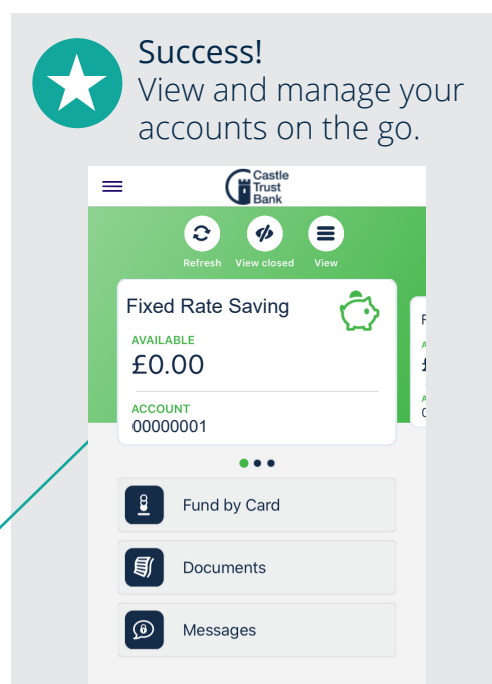 Success!
View and manage your
accounts on the go.
Castle
Trust
Bank
Refresh
View closed
View
Fixed Rate Saving
AVAILABLE
£0.00
ACCOUNT
00000001
Fund by Card
Documents
Messages